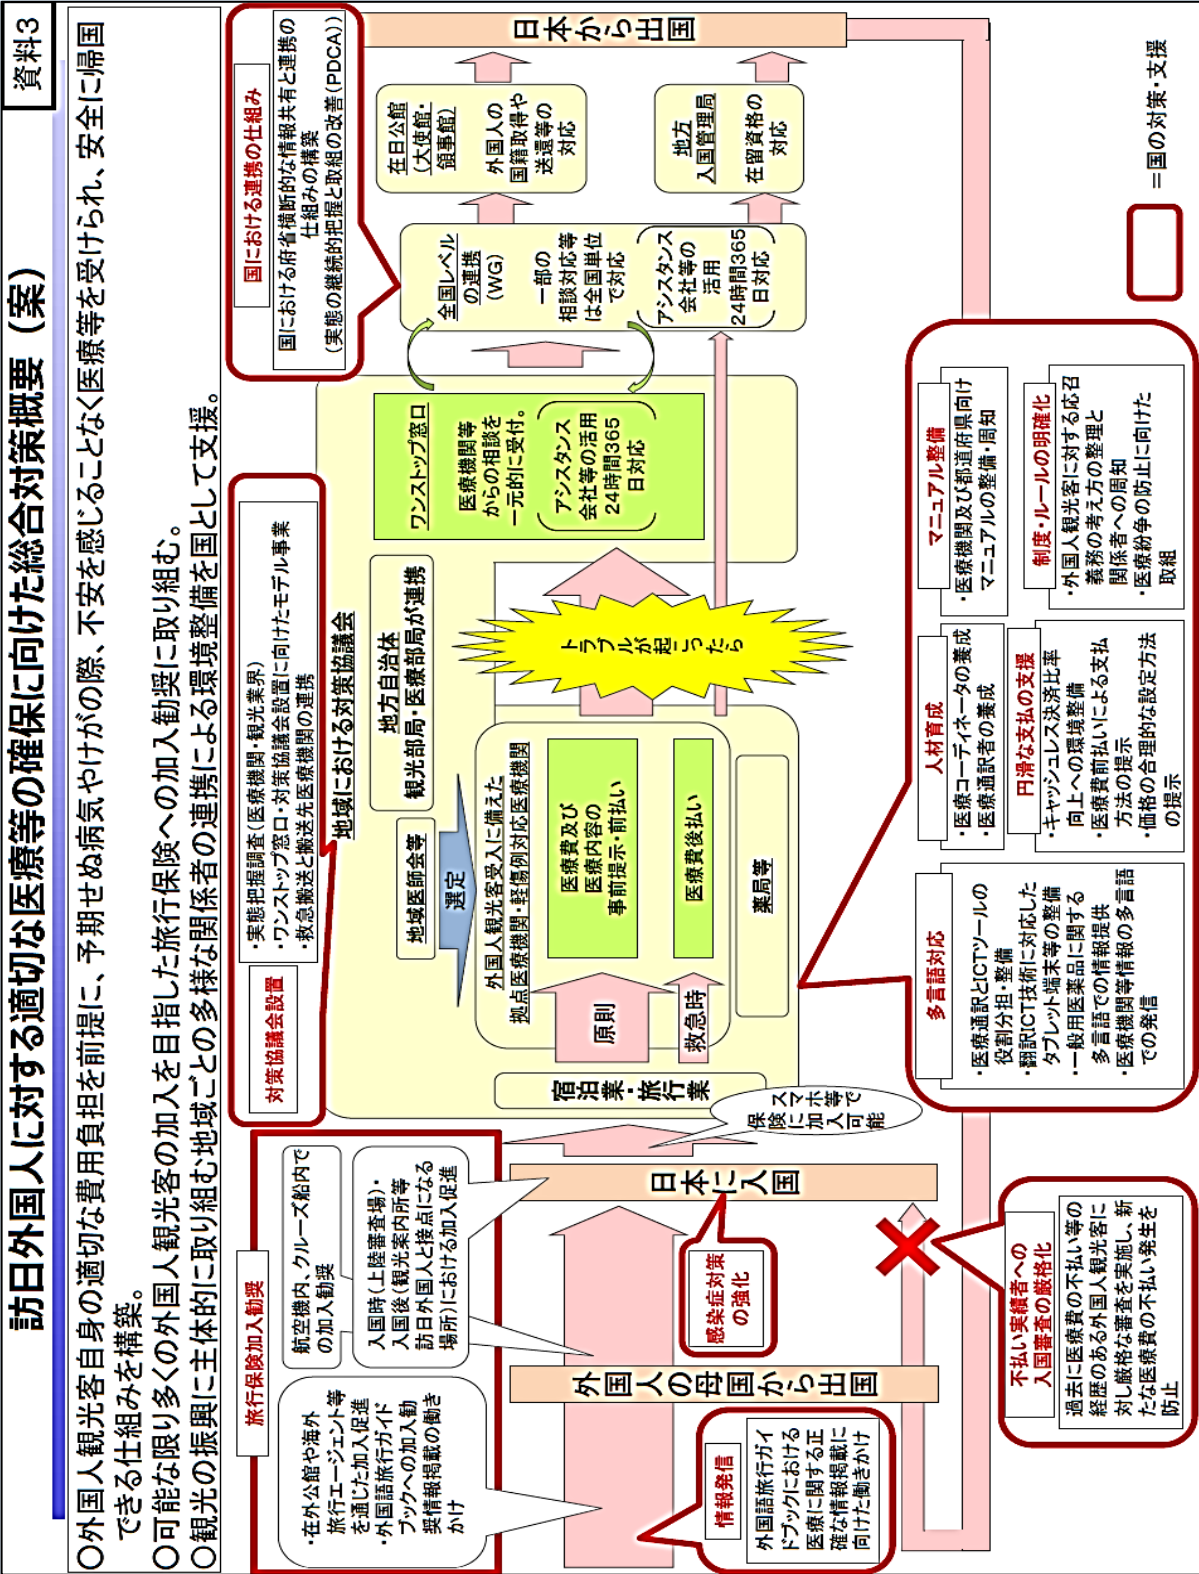 資料3
訪日外国人に対する適切な医療等の確保に向けた総合対策概要（案）
〇外国人観光客自身の適切な費用負担を前提に、予期せぬ病気やけがの際、不安を感じることなく医療等を受けられ、安全に帰国
できる仕組みを構築。
〇可能な限り多くの外国人観光客の加入を目指した旅行保険への加入勧奨に取り組む。
〇観光の振興に主体的に取り組む地域ごとの多様な関係者の連携による環境整備を国として支援。
旅行保険加入勧奨
・在外公館や海外
旅行エージェント等
を通じた加入促進
・外国語旅行ガイド
ブックへの加入勧
奨情報掲載の働き
かけ
航空機内、クルーズ船内で
の加入勧奨
入国時（上陸審査場）・
入国後（観光案内所等
訪日外国人と接点になる
場所）における加入促進
対策協議会設置
・実態把握調査（医療機関・観光業界）
・ワンストップ窓口・対策協議会設置に向けたモデル事業
・救急搬送と搬送先医療機関の連携
国における連携の仕組み
国における府省横断的な情報共有と連携の
仕組みの構築
（実態の継続的把握と取組の改善（PDCA））
外国人の母国から出国
日本に入国
情報発信
外国語旅行ガイ
ドブックにおける
医療に関する正
確な情報掲載に
向けた働きかけ
感染症対策
の強化
不払い実績者への
入国審査の厳格化
過去に医療費の不払い等の
経歴のある外国人観光客に
対し厳格な審査を実施し、新
たな医療費の不払い発生を
防止
スマホ等で
保険に加入可能
地域における対策協議会
地域医師会等
地方自治体
観光部局・医療部局が連携
選定
宿泊業・旅行業
外国人観光客受入に備えた
拠点医療機関・軽傷例対応医療機関
原則
医療費及び
医療内容の
事前提示・前払い
救急時
医療費後払い
薬局等
トラブルが起こったら
ワンストップ窓口
医療機関等
からの相談を
一元的に受付。
アシスタンス
会社等の活用
24時間365
日対応
全国レベル
の連携
（WG）
一部の
相談対応等
は全国単位
で対応
アシスタンス
会社等の
活用
24時間365
日対応
在日公館
（大使館・
領事館）
外国人の
国籍取得や
送還等の
対応
地方
入国管理局
在留資格の
対応
日本から出国
多言語対応
・医療通訳とICTツールの
役割分担・整備
・翻訳ICT技術に対応した
タブレット端末等の整備
・一般用医薬品に関する
多言語での情報提供
・医療機関等情報の多言語
での発信
人材育成
・医療コーディネータの養成
・医療通訳者の養成
円滑な支払の支援
・キャッシュレス決済比率
向上への環境整備
・医療費前払いによる支払
方法の提示
・価格の合理的な設定方法
の提示
マニュアル整備
・医療機関及び都道府県向け
マニュアルの整備・周知
制度・ルールの明確化
・外国人観光客に対する応召
義務の考え方の整理と
関係者への周知
・医療紛争の防止に向けた
取組
＝国の対策・支援